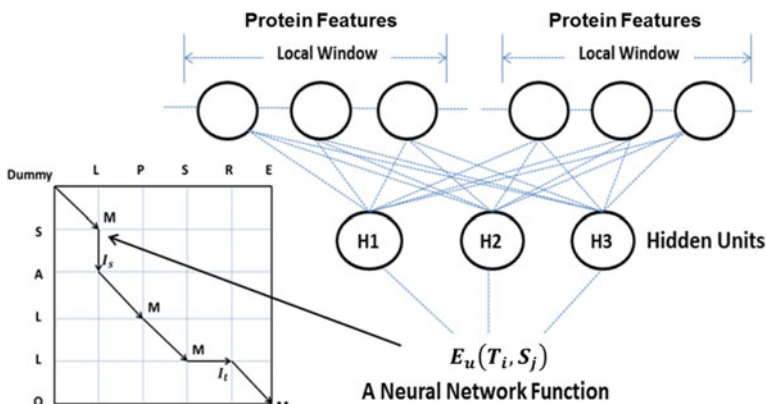 Protein Features Protein Features
Local Window Local Window
Dummy L P S R E
S M
I_s
A
L M
L M
I_t
H1 H2 H3 Hidden Units
E_u(T_i, S_j)
A Neural Network Function